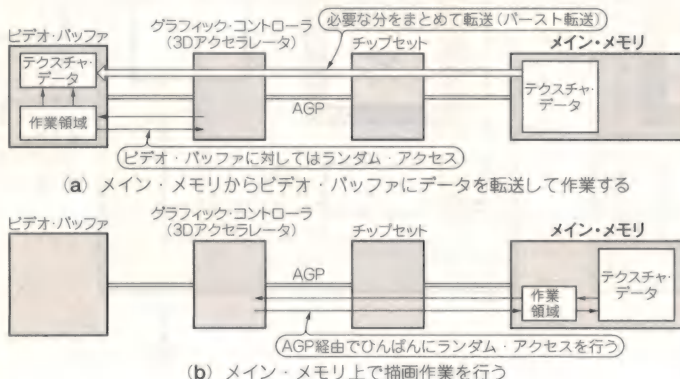 必要な分をまとめて転送(バースト転送)
ビデオ・バッファ
グラフィック・コントローラ
(3Dアクセラレータ)
チップセット
メイン・メモリ
テクスチャ・
データ
作業領域
AGP
テクスチャ・
データ
ビデオ・バッファに対してはランダム・アクセス
(a) メイン・メモリからビデオ・バッファにデータを転送して作業する
ビデオ・バッファ
グラフィック・コントローラ
(3Dアクセラレータ)
チップセット
メイン・メモリ
AGP
作業
領域
テクスチャ・
データ
AGP経由でひんぱんにランダム・アクセスを行う
(b) メイン・メモリ上で描画作業を行う